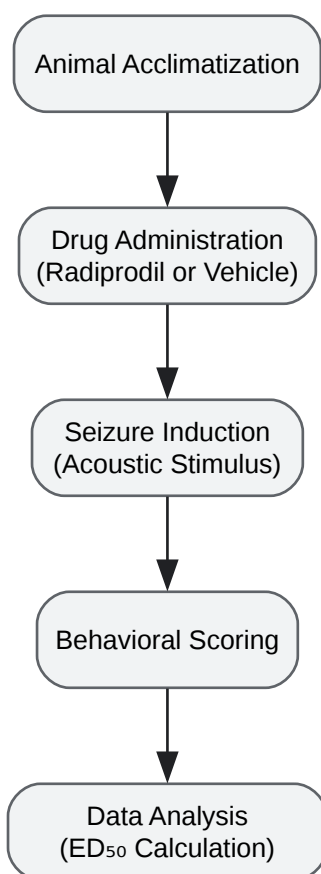 Animal Acclimatization
Drug Administration
(Radiprodil or Vehicle)
Seizure Induction
(Acoustic Stimulus)
Behavioral Scoring
Data Analysis
(ED₅₀ Calculation)